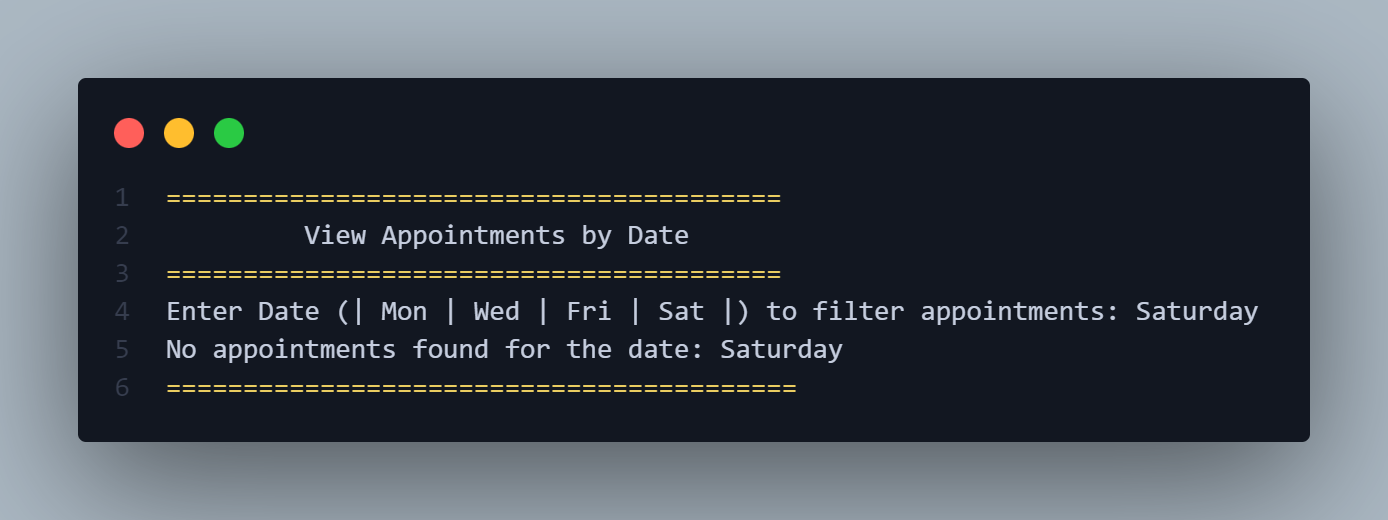 1 ========================================
2 View Appointments by Date
3 ========================================
4 Enter Date (| Mon | Wed | Fri | Sat |) to filter appointments: Saturday
5 No appointments found for the date: Saturday
6 =========================================